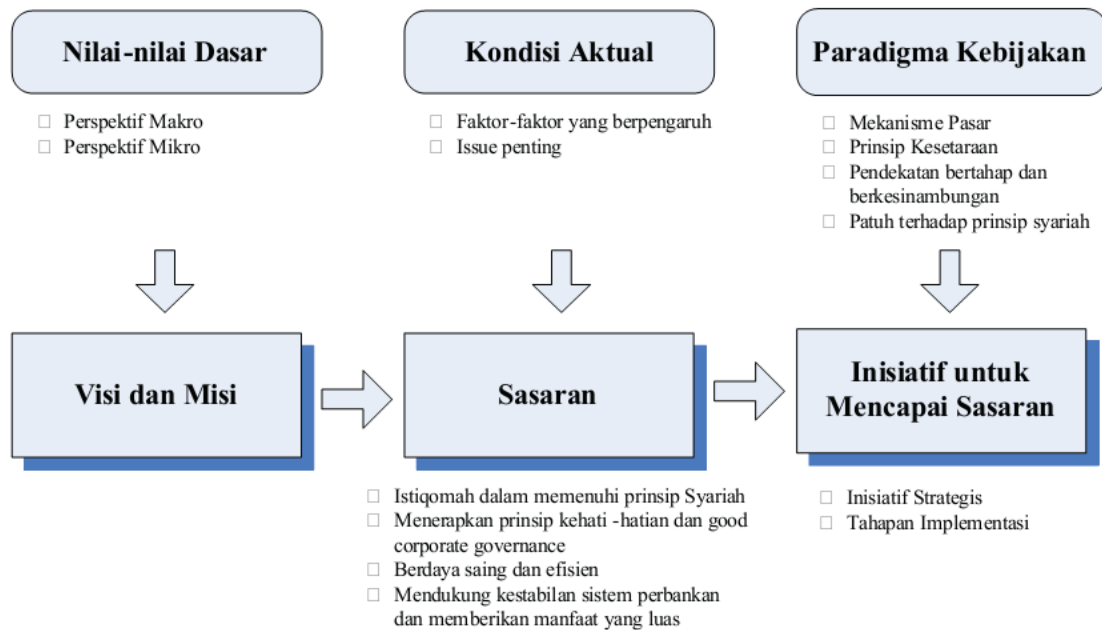 Nilai-nilai Dasar
Kondisi Aktual
Paradigma Kebijakan
Perspektif Makro
Perspektif Mikro
Faktor-faktor yang berpengaruh
Issue penting
Mekanisme Pasar
Prinsip Kesetaraan
Pendekatan bertahap dan
berkesinambungan
Patuh terhadap prinsip syariah
Visi dan Misi
Sasaran
Inisiatif untuk
Mencapai Sasaran
Istiqomah dalam memenuhi prinsip Syariah
Menerapkan prinsip kehati -hatian dan good
corporate governance
Berdaya saing dan efisien
Mendukung kestabilan sistem perbankan
dan memberikan manfaat yang luas
Inisiatif Strategis
Tahapan Implementasi